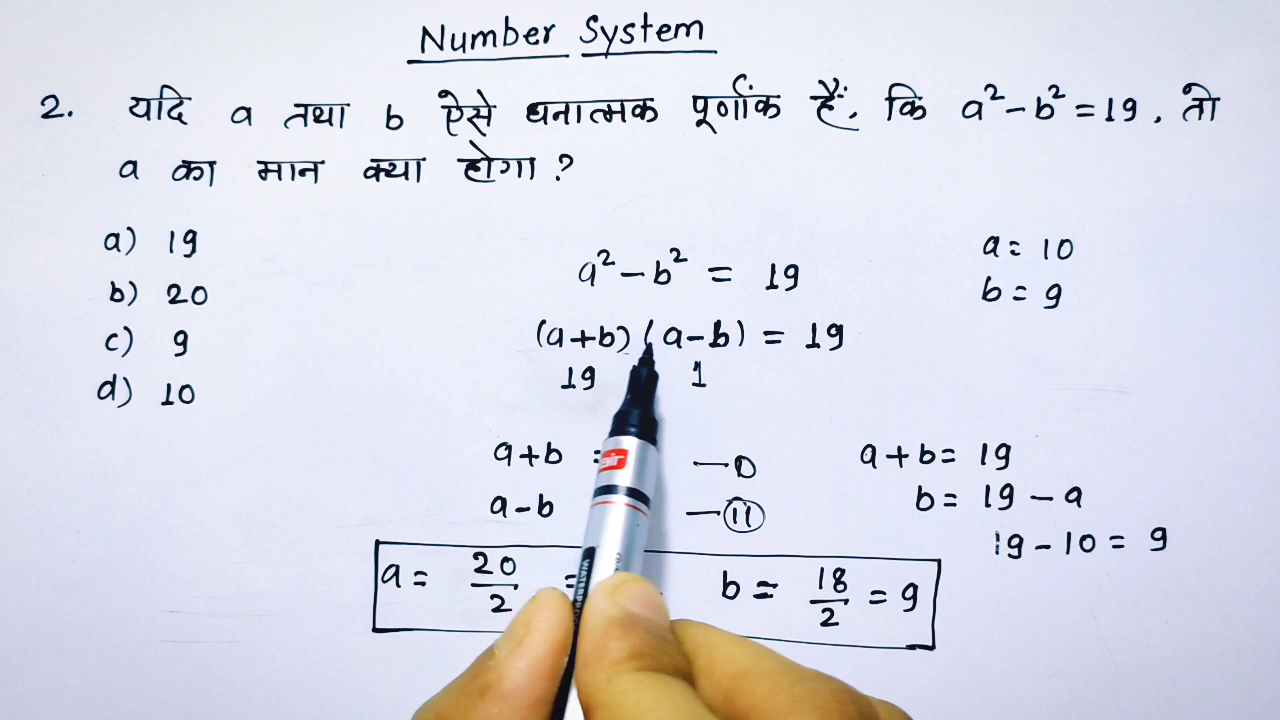 Number System
2. यदि a तथा b ऐसे धनात्मक पूर्णांक हैं, कि a² - b² = 19, तो
a का मान क्या होगा ?
a) 19
b) 20
c) 9
d) 10
a² - b² = 19
(a+b) (a-b) = 19
19 1
a+b = —①
a-b —⑪
a = 20/2 = b = 18/2 = 9
a = 10
b = 9
a + b = 19
b = 19 - a
19 - 10 = 9
air